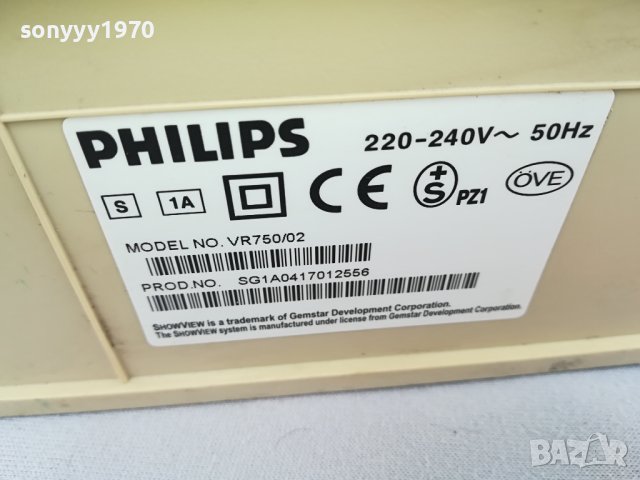 sonyyy1970
PHILIPS 220-240V~ 50Hz
S 1A CE +S PZ1 ÖVE
MODEL NO. VR750/02
PROD.NO. SG1A0417012556
SHOWVIEW is a trademark of Gemstar Development Corporation.
The SHOWVIEW system is manufactured under license from Gemstar Development Corporation.
BAZAR